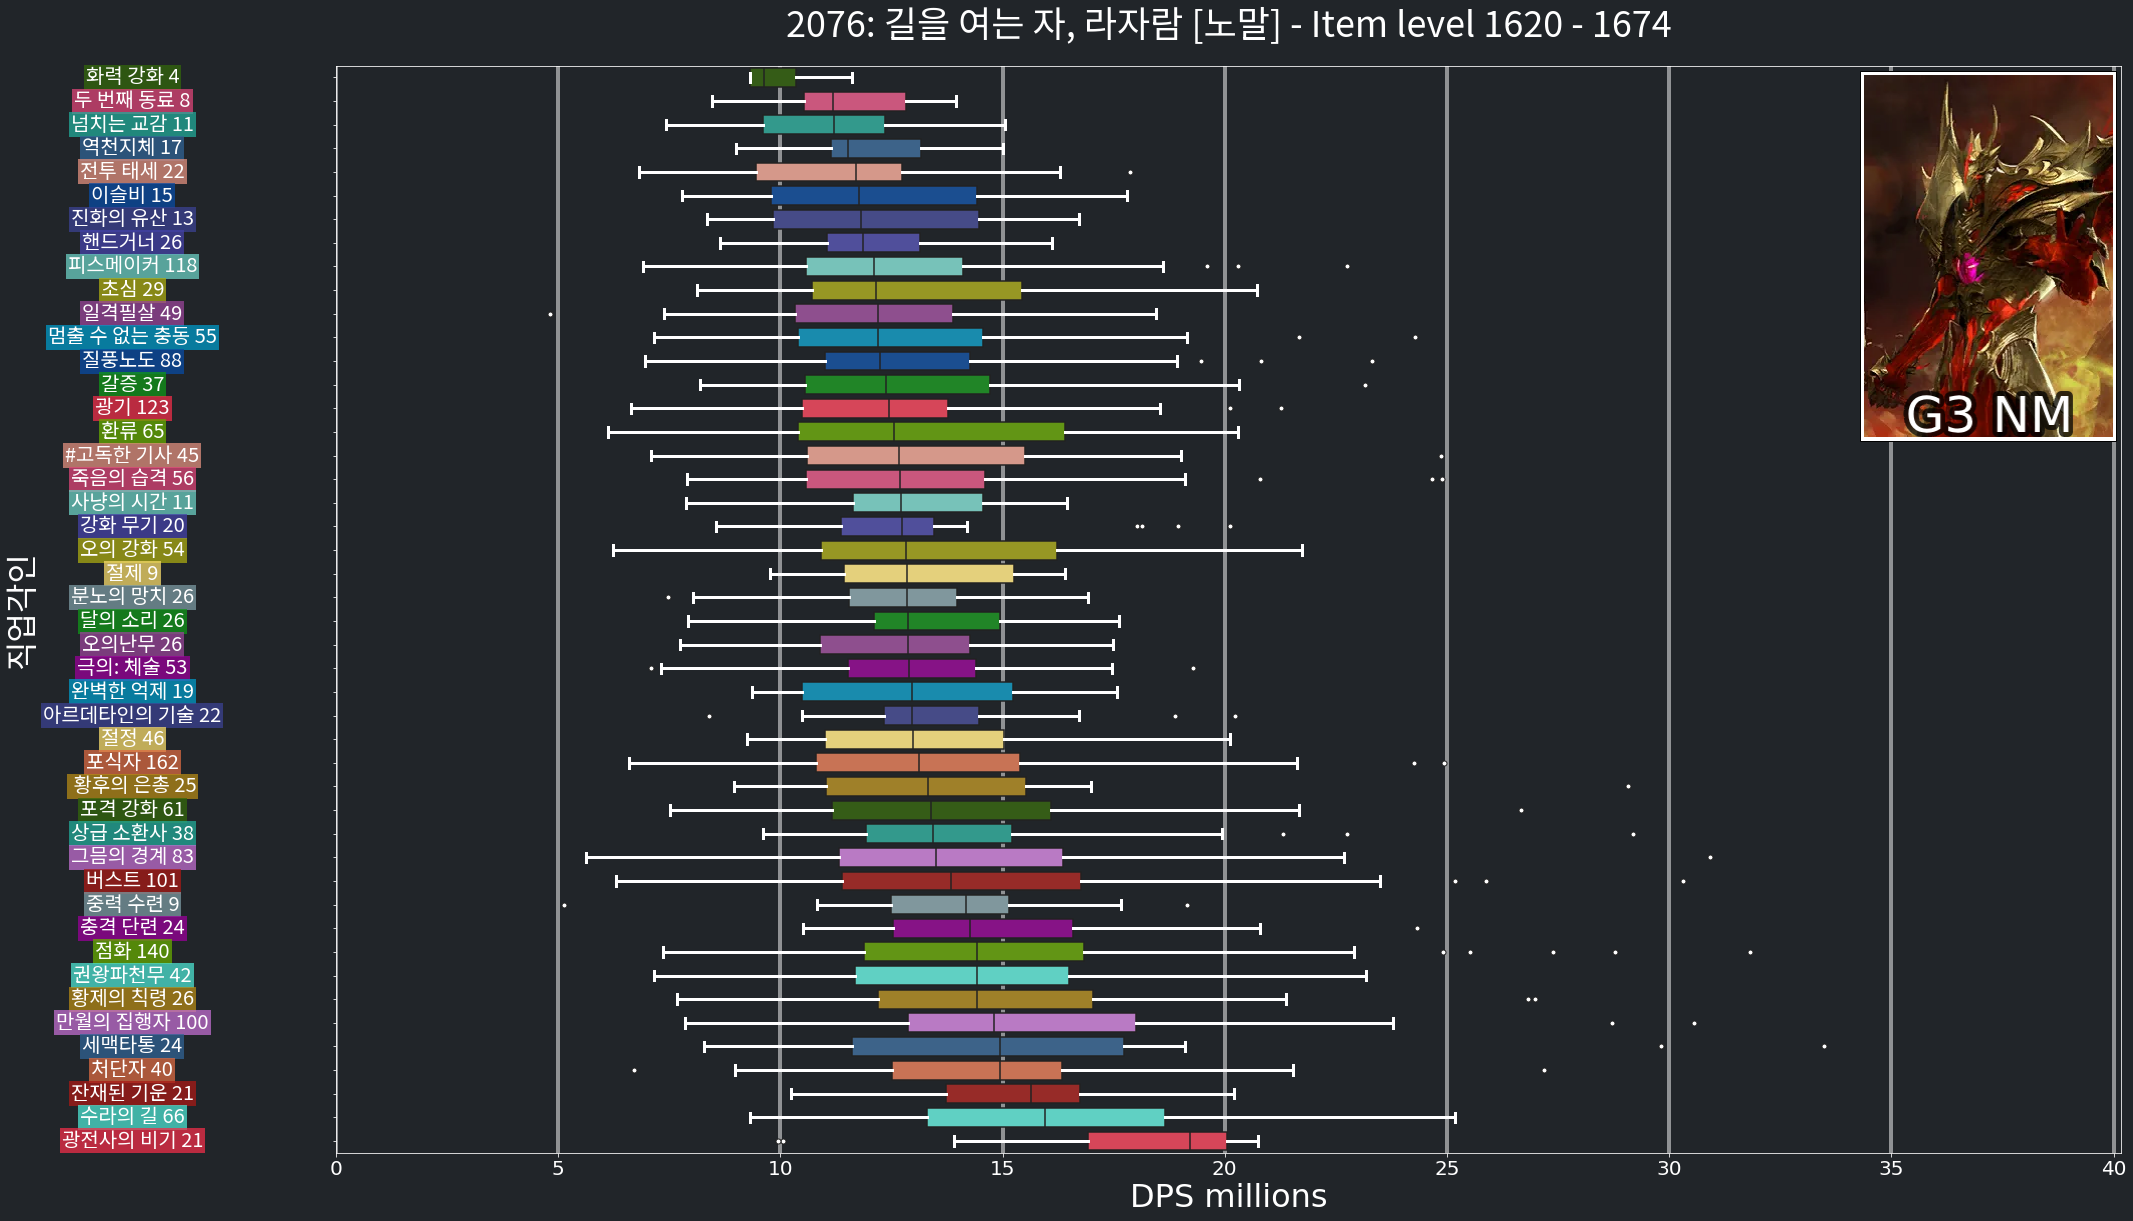 2076: 길을 여는 자, 라자람 [노말] - Item level 1620 - 1674
화력 강화 4
두 번째 동료 8
넘치는 교감 11
역천지체 17
전투 태세 22
이슬비 15
진화의 유산 13
핸드거너 26
피스메이커 118
초심 29
일격필살 49
멈출 수 없는 충동 55
질풍노도 88
갈증 37
광기 123
환류 65
#고독한 기사 45
죽음의 습격 56
사냥의 시간 11
강화 무기 20
오의 강화 54
절제 9
분노의 망치 26
달의 소리 26
오의난무 26
극의: 체술 53
완벽한 억제 19
아르데타인의 기술 22
절정 46
포식자 162
황후의 은총 25
포격 강화 61
상급 소환사 38
그믐의 경계 83
버스트 101
중력 수련 9
충격 단련 24
점화 140
권왕파천무 42
황제의 칙령 26
만월의 집행자 100
세맥타통 24
처단자 40
잔재된 기운 21
수라의 길 66
광전사의 비기 21
직업각인
G3 NM
0 5 10 15 20 25 30 35 40
DPS millions